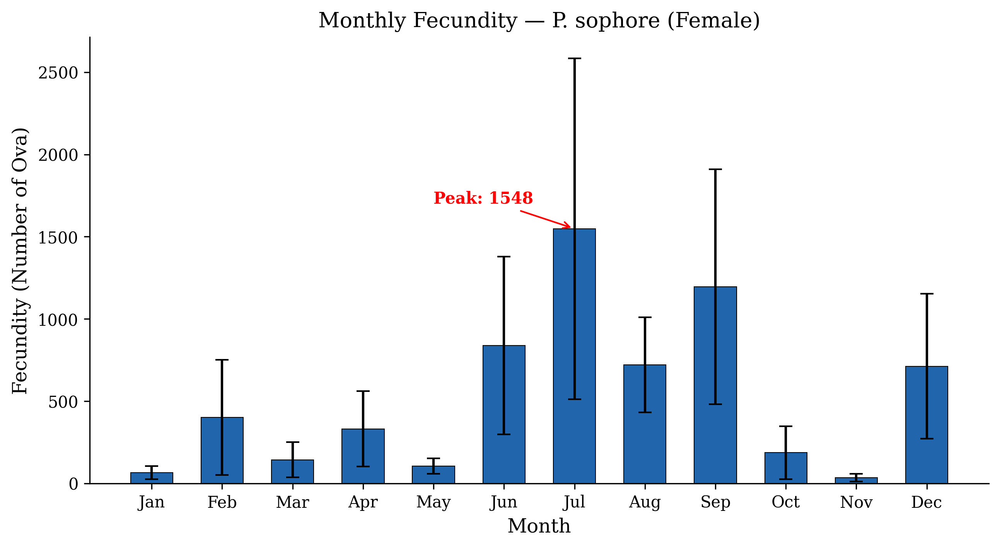 Monthly Fecundity — P. sophore (Female)
Fecundity (Number of Ova)
2500
2000
1500
1000
500
0
Peak: 1548
Jan Feb Mar Apr May Jun Jul Aug Sep Oct Nov Dec
Month